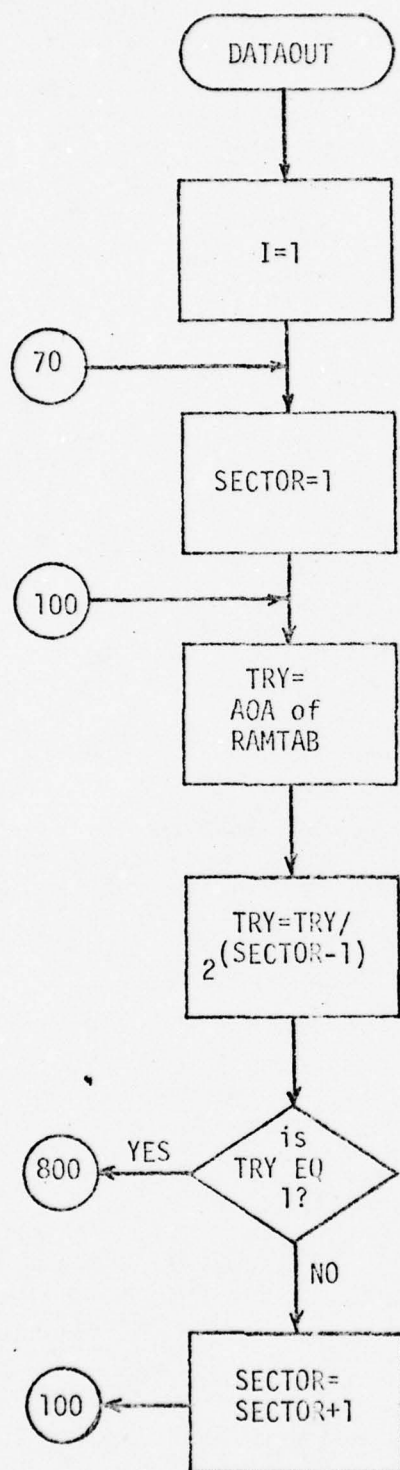 DATAOUT
I=1
70
SECTOR=1
100
TRY=
AOA of
RAMTAB
TRY=TRY/
2(SECTOR-1)
is
TRY EQ
1?
YES
800
NO
SECTOR=
SECTOR+1
100